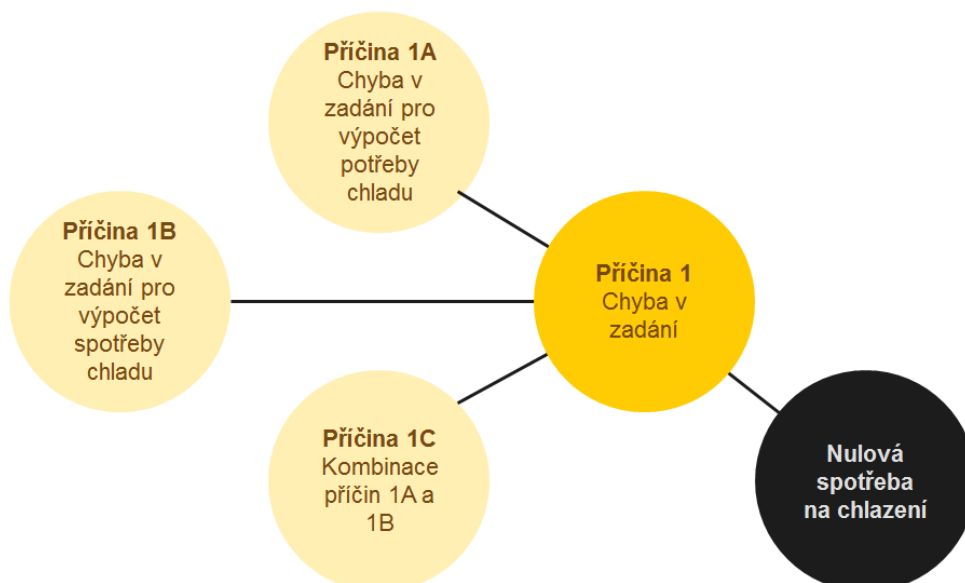 Příčina 1A
Chyba v
zadání pro
výpočet
potřeby
chladu
Příčina 1B
Chyba v
zadání pro
výpočet
spotřeby
chladu
Příčina 1
Chyba v
zadání
Příčina 1C
Kombinace
příčin 1A a
1B
Nulová
spotřeba
na chlazení